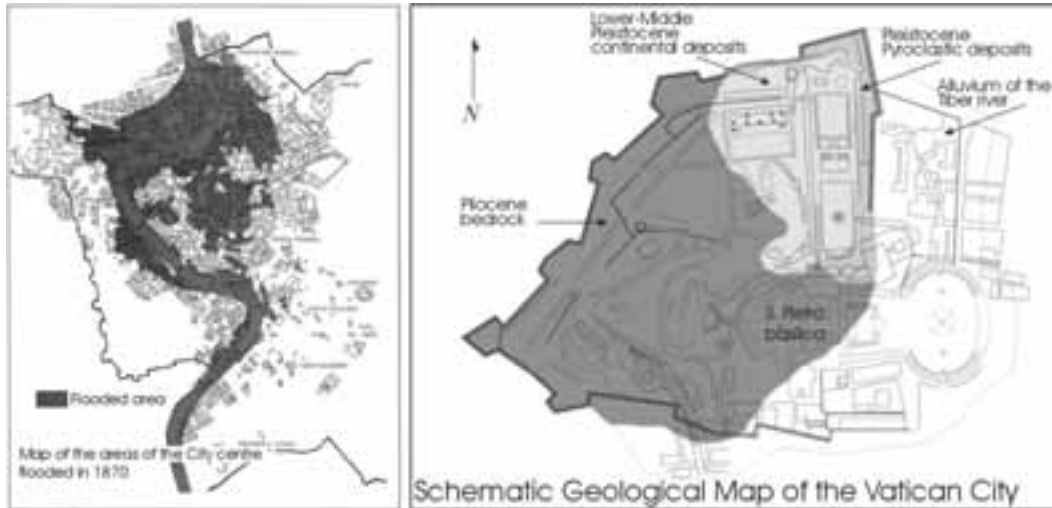 Flooded area
Map of the areas of the City centre
flooded in 1870
Lower-Middle
Pleistocene
continental deposits
Pleistocene
Pyroclastic deposits
Alluvium of the
Tiber river
N
Pliocene
bedrock
S. Pietro
basilica
Schematic Geological Map of the Vatican City